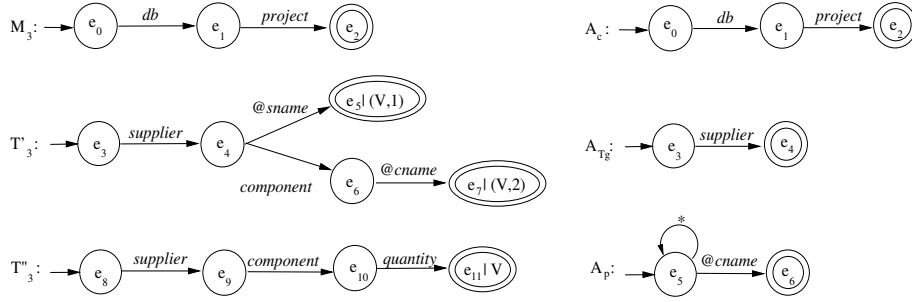 M3: e0 db e1 project e2
Ac: e0 db e1 project e2
T'3: e3 supplier e4 @sname e5| (V,1)
component e6 @cname e7| (V,2)
ATg: e3 supplier e4
T"3: e8 supplier e9 component e10 quantity e11| V
Ap: e5 * @cname e6